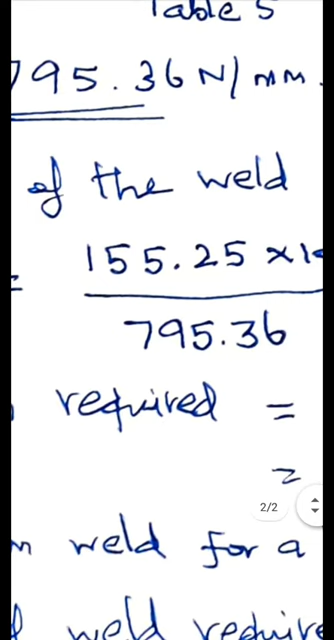 Table 5
795.36 N/mm
of the weld
= 155.25 ×10
795.36
required =
=
2/2
weld for a
weld require